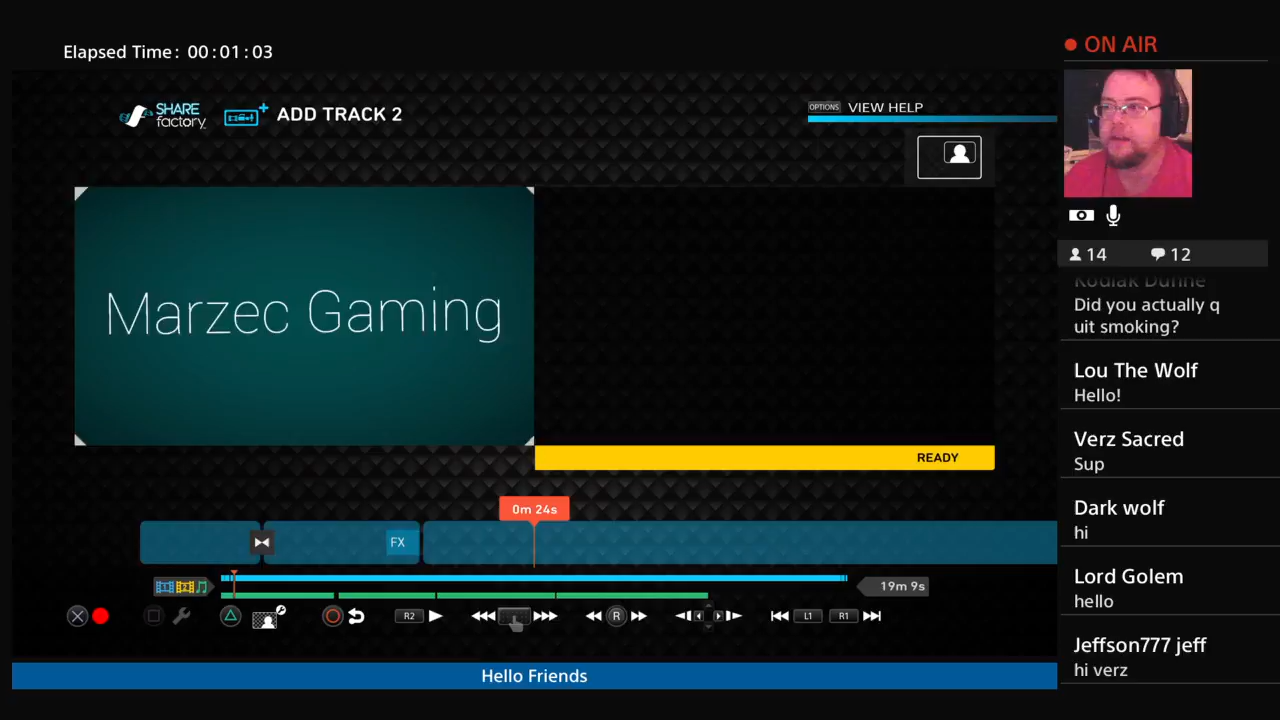 Elapsed Time: 00:01:03
ON AIR
SHARE
factory
ADD TRACK 2
OPTIONS VIEW HELP
Marzec Gaming
READY
14 12
Kodiak Dunne
Did you actually q
uit smoking?
Lou The Wolf
Hello!
Verz Sacred
Sup
Dark wolf
hi
Lord Golem
hello
Jeffson777 jeff
hi verz
0m 24s
FX
19m 9s
R2 R L1 R1
Hello Friends